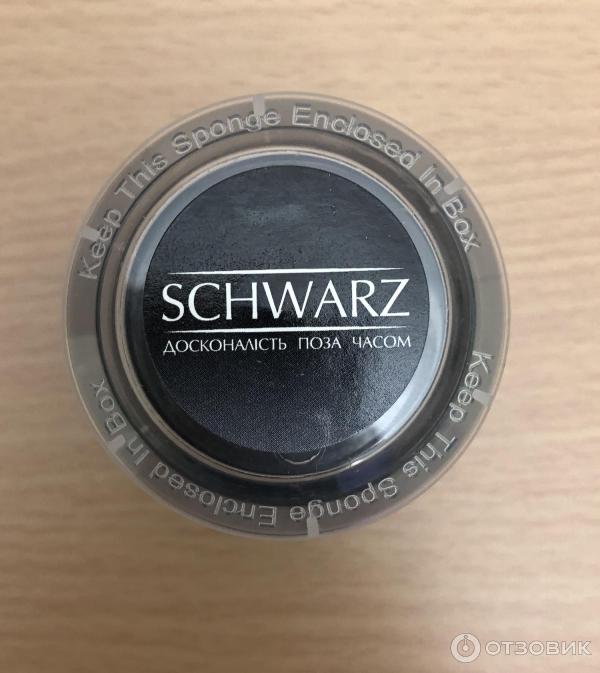 Keep This Sponge Enclosed In Box
SCHWARZ
ДОСКОНАЛІСТЬ ПОЗА ЧАСОМ
Keep This Sponge Enclosed In Box
ОТЗОВИК